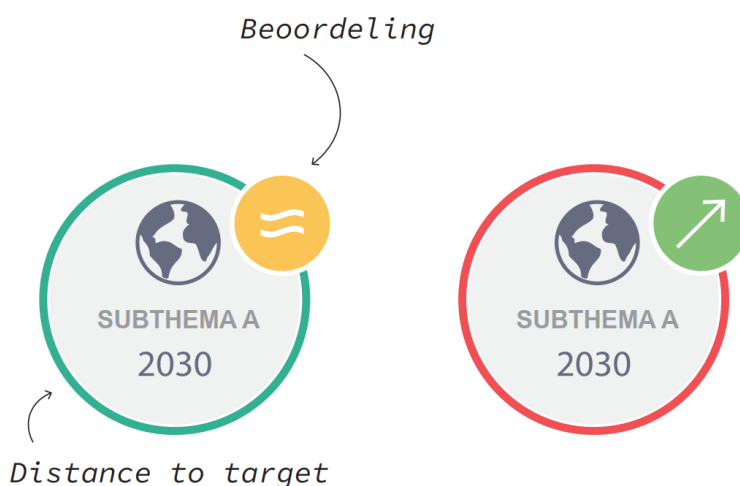 Beoordeling
SUBTHEMA A
2030
SUBTHEMA A
2030
Distance to target